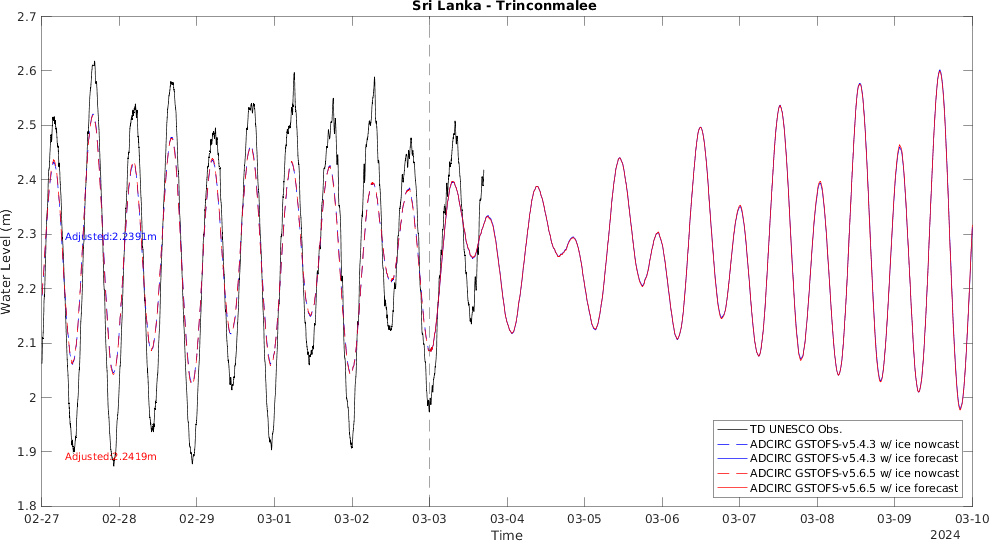 Sri Lanka - Trinconmalee
2.7
2.6
2.5
2.4
2.3
2.2
2.1
2
1.9
1.8
Water Level (m)
Adjusted:2.2391m
Adjusted:2.2419m
TD UNESCO Obs.
ADCIRC GSTOFS-v5.4.3 w/ ice nowcast
ADCIRC GSTOFS-v5.4.3 w/ ice forecast
ADCIRC GSTOFS-v5.6.5 w/ ice nowcast
ADCIRC GSTOFS-v5.6.5 w/ ice forecast
02-27 02-28 02-29 03-01 03-02 03-03 03-04 03-05 03-06 03-07 03-08 03-09 03-10
Time
2024